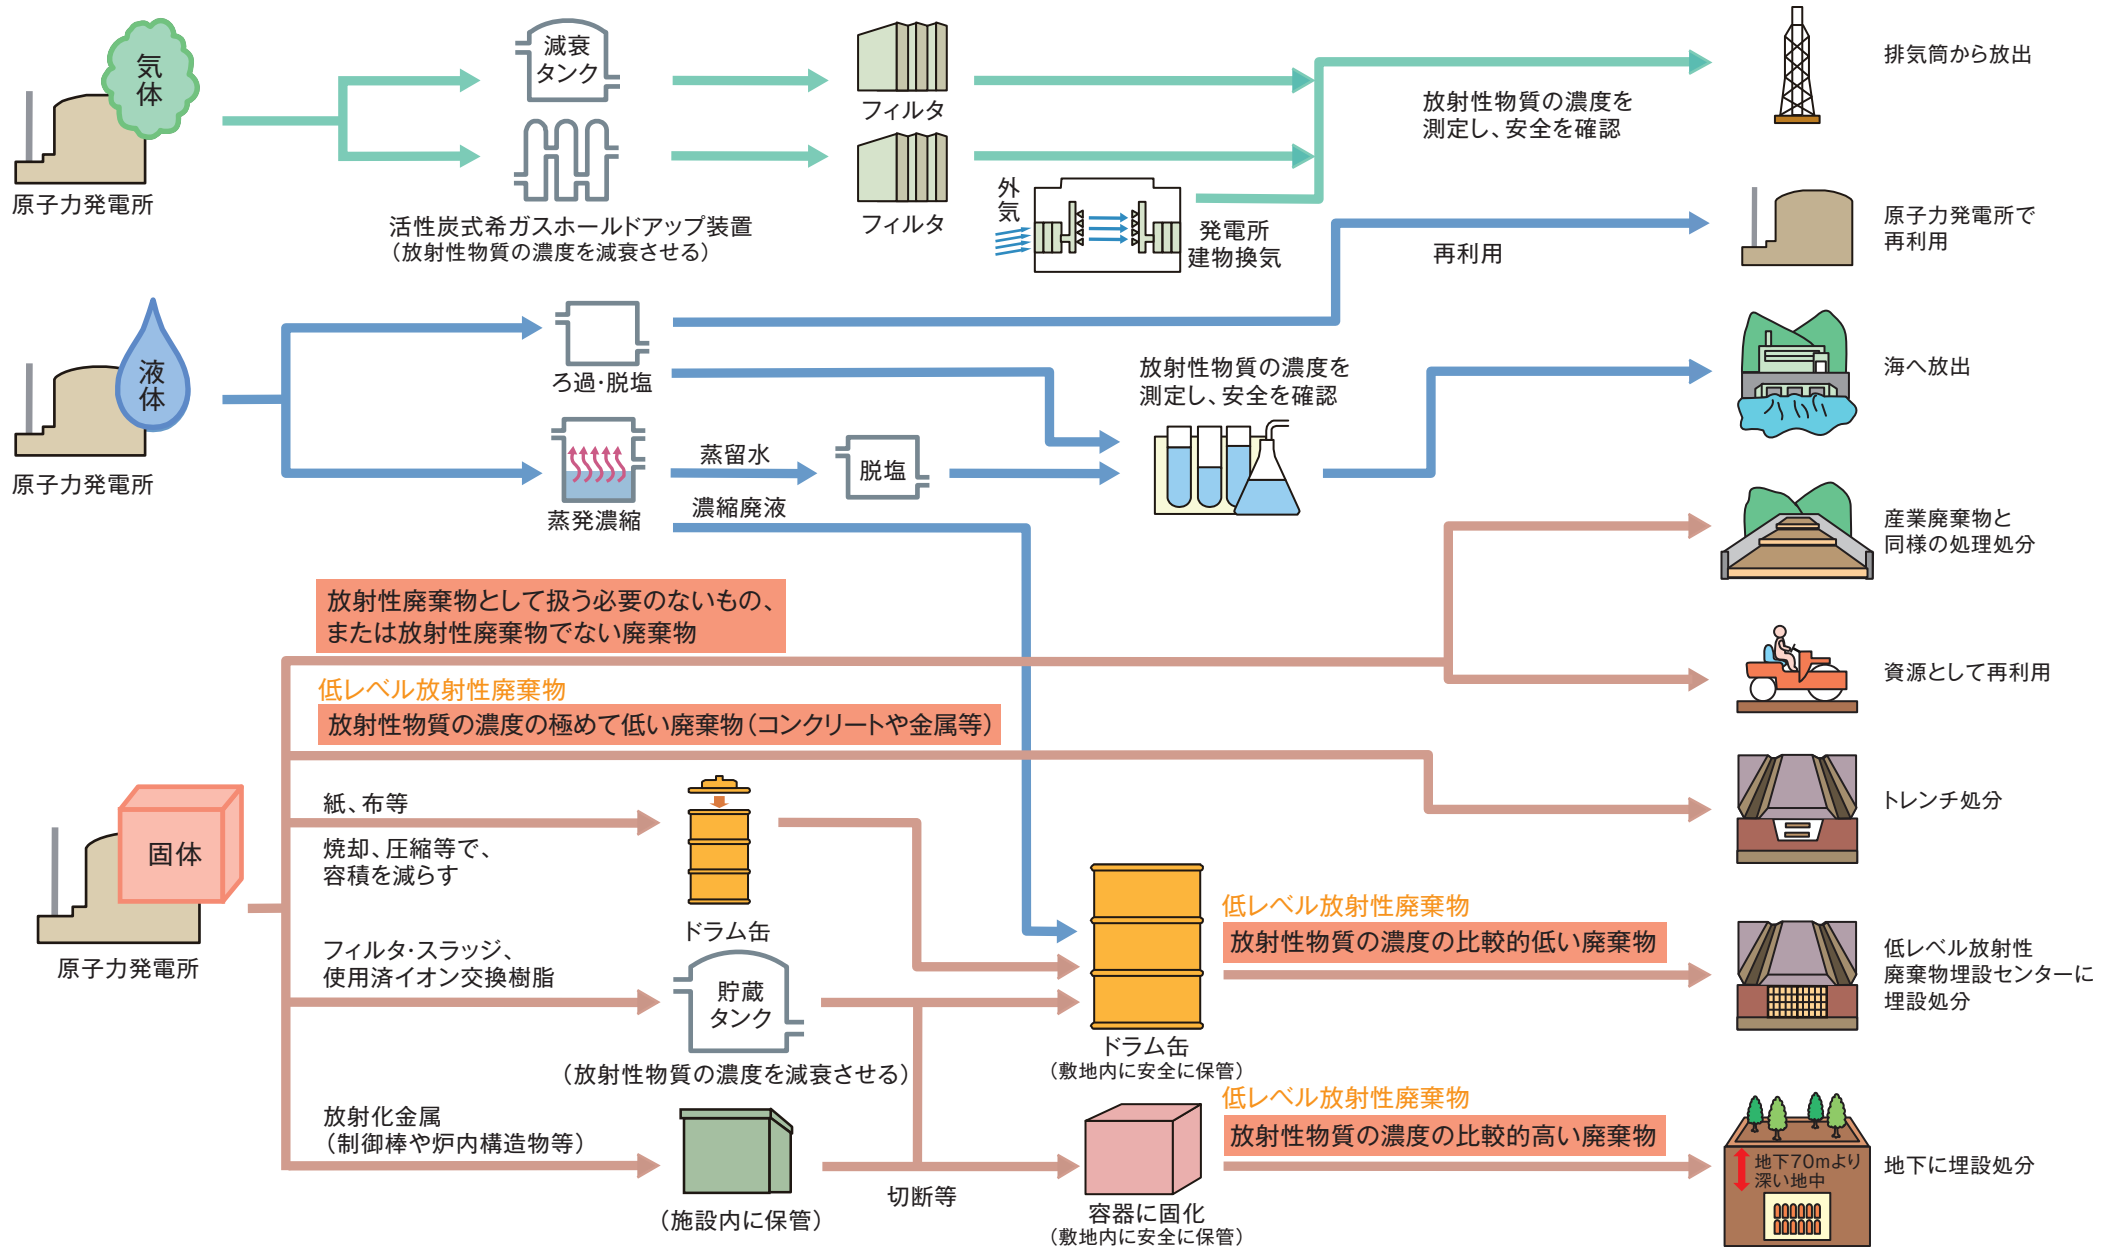 気体
原子力発電所
減衰
タンク
フィルタ
活性炭式希ガスホールドアップ装置
（放射性物質の濃度を減衰させる）
フィルタ
外気
発電所
建物換気
放射性物質の濃度を
測定し、安全を確認
排気筒から放出
液体
原子力発電所
ろ過・脱塩
再利用
原子力発電所で
再利用
蒸発濃縮
蒸留水
脱塩
濃縮廃液
放射性物質の濃度を
測定し、安全を確認
海へ放出
固体
原子力発電所
放射性廃棄物として扱う必要のないもの、
または放射性廃棄物でない廃棄物
産業廃棄物と
同様の処理処分
資源として再利用
低レベル放射性廃棄物
放射性物質の濃度の極めて低い廃棄物（コンクリートや金属等）
トレンチ処分
紙、布等
焼却、圧縮等で、
容積を減らす
ドラム缶
フィルタ・スラッジ、
使用済イオン交換樹脂
貯蔵
タンク
（放射性物質の濃度を減衰させる）
ドラム缶
（敷地内に安全に保管）
低レベル放射性廃棄物
放射性物質の濃度の比較的低い廃棄物
低レベル放射性
廃棄物埋設センターに
埋設処分
放射化金属
（制御棒や炉内構造物等）
（施設内に保管）
切断等
容器に固化
（敷地内に安全に保管）
低レベル放射性廃棄物
放射性物質の濃度の比較的高い廃棄物
地下70mより
深い地中
地下に埋設処分